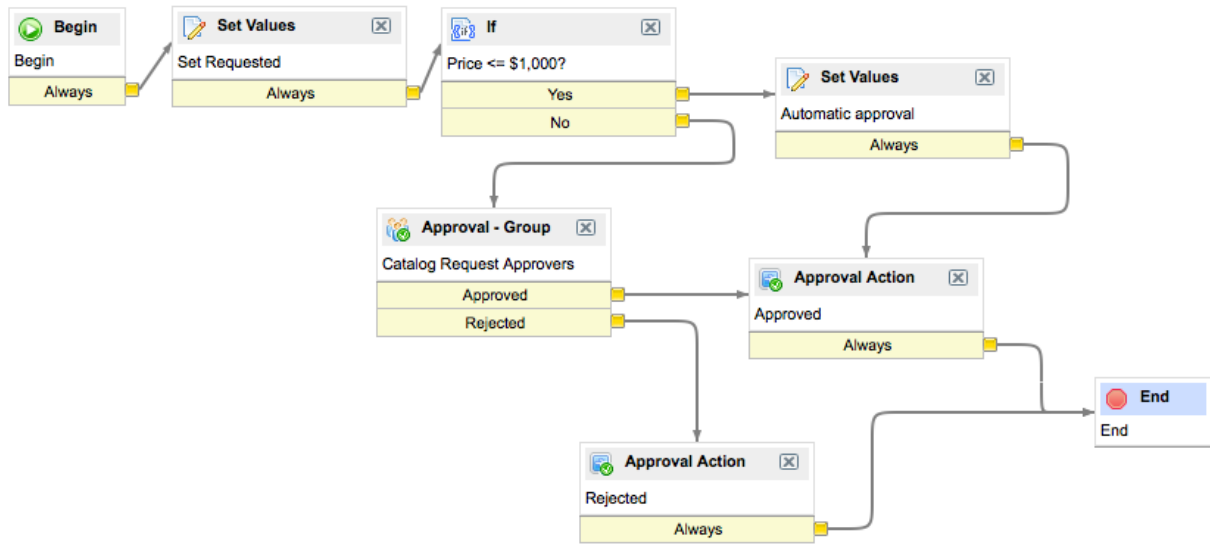 Begin
Begin
Always
Set Values
Set Requested
Always
If
Price <= $1,000?
Yes
No
Set Values
Automatic approval
Always
Approval - Group
Catalog Request Approvers
Approved
Rejected
Approval Action
Approved
Always
End
End
Approval Action
Rejected
Always